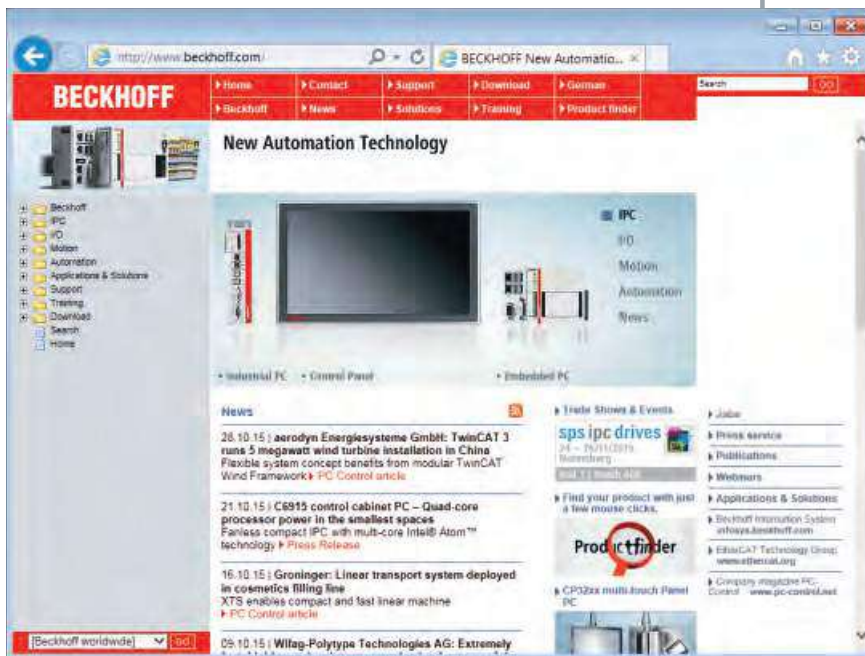 http://www.beckhoff.com/
BECKHOFF New Automatio...
BECKHOFF
Home
Contact
Support
Download
German
Beckhoff
News
Solutions
Training
Product finder
Search
GO
New Automation Technology
Beckhoff
IPC
I/O
Motion
Automation
Applications & Solutions
Support
Training
Download
Search
Home
IPC
I/O
Motion
Automation
News
Industrial PC
Control Panel
Embedded PC
News
28.10.15 | aerodyn Energiesysteme GmbH: TwinCAT 3
runs 5 megawatt wind turbine installation in China
Flexible system concept benefits from modular TwinCAT
Wind Framework PC Control article
21.10.15 | C6915 control cabinet PC – Quad-core
processor power in the smallest spaces
Fanless compact IPC with multi-core Intel® Atom™
technology Press Release
16.10.15 | Groninger: Linear transport system deployed
in cosmetics filling line
XTS enables compact and fast linear machine
PC Control article
09.10.15 | Wifag-Polytype Technologies AG: Extremely
Trade Shows & Events
sps ipc drives
Nuremberg
Find your product with just
a few mouse clicks.
Productfinder
CP32xx multi-touch Panel
PC
Jobs
Press service
Publications
Webinars
Applications & Solutions
Beckhoff Information System
infosys.beckhoff.com
EtherCAT Technology Group
www.ethercat.org
Company magazine PC-
Control www.pc-control.net
[Beckhoff worldwide]
GO